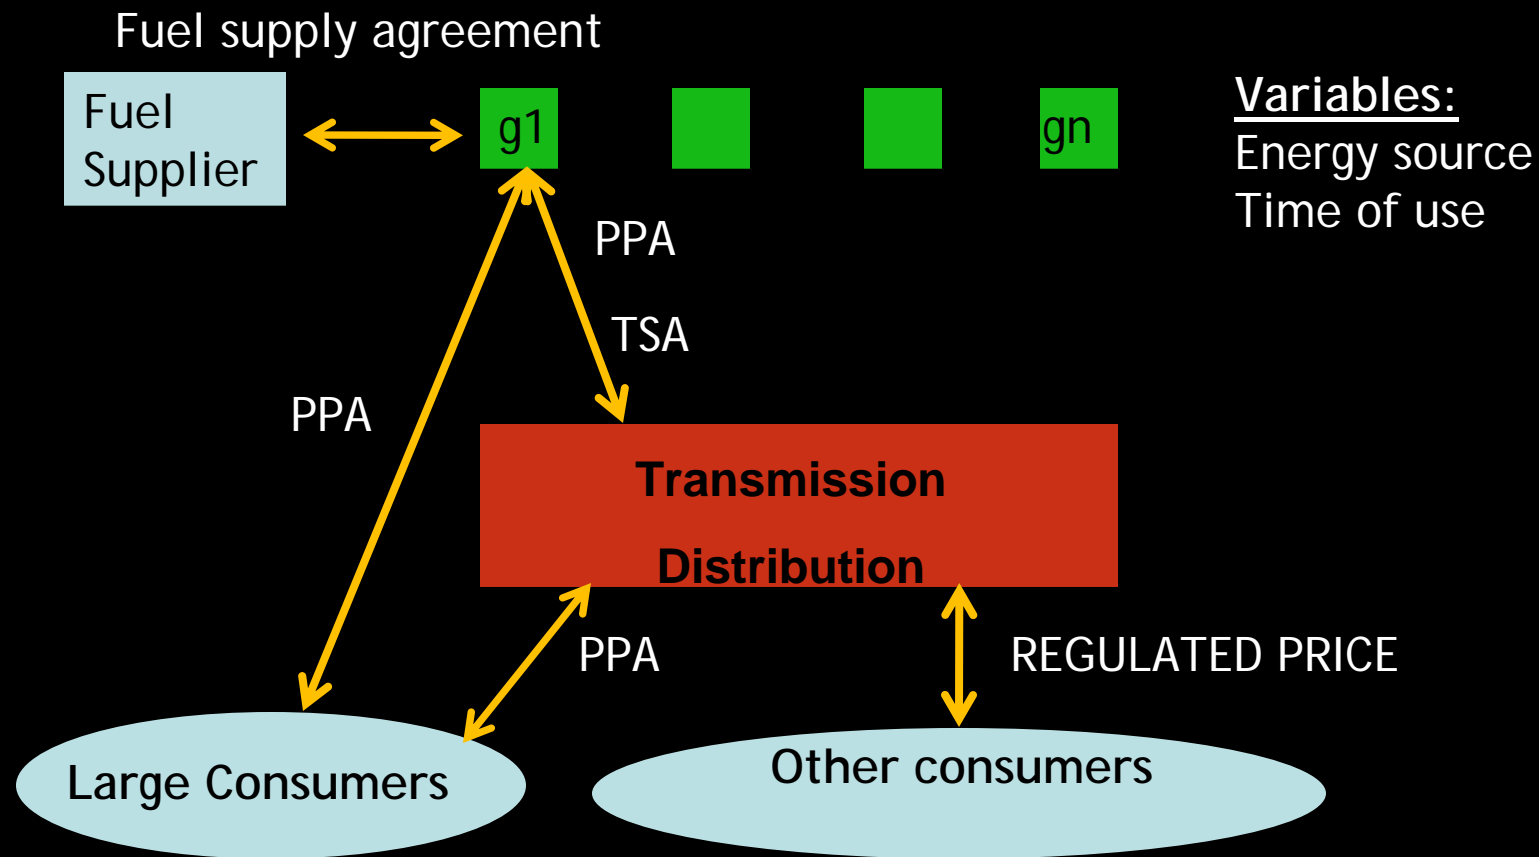 Fuel supply agreement
Fuel
Supplier
g1
gn
Variables:
Energy source
Time of use
PPA
TSA
PPA
Transmission
Distribution
PPA
REGULATED PRICE
Large Consumers
Other consumers